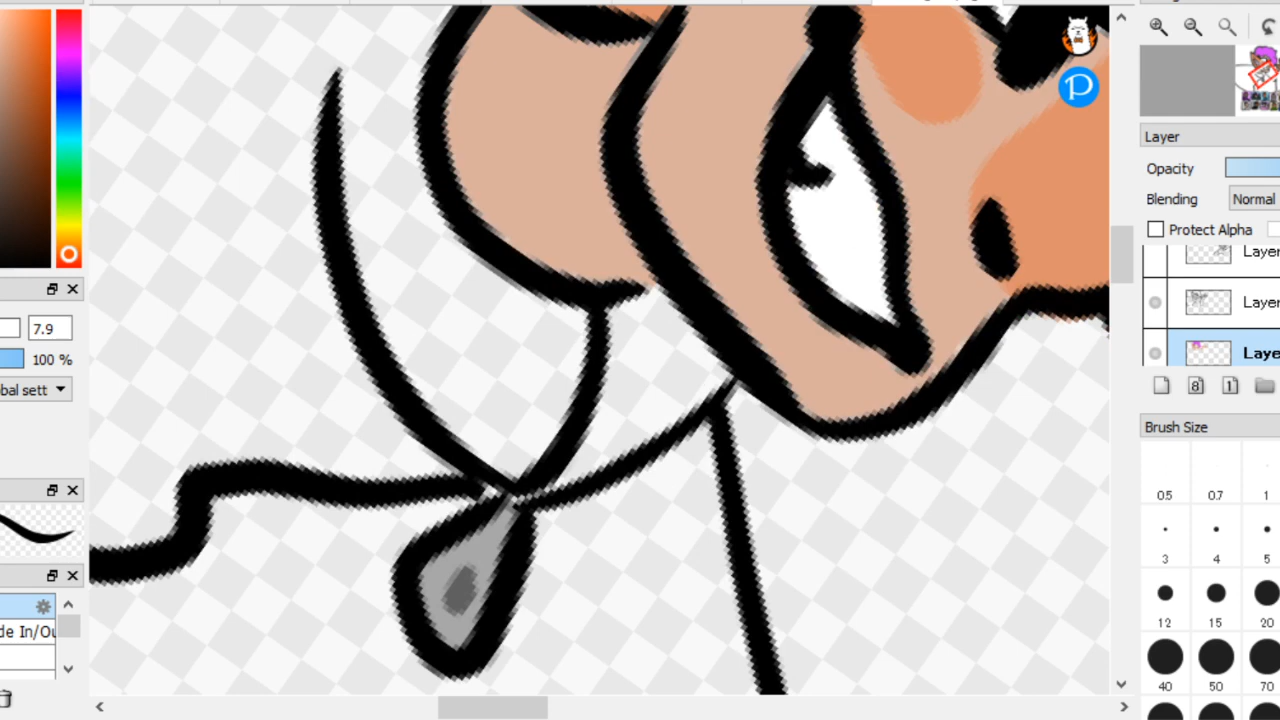 Layer
Opacity
Blending Normal
Protect Alpha
Layer
Layer
Laye
Brush Size
0.5 0.7 1
3 4 5
12 15 20
40 50 70
7.9
100 %
bal sett
de In/Ou
P